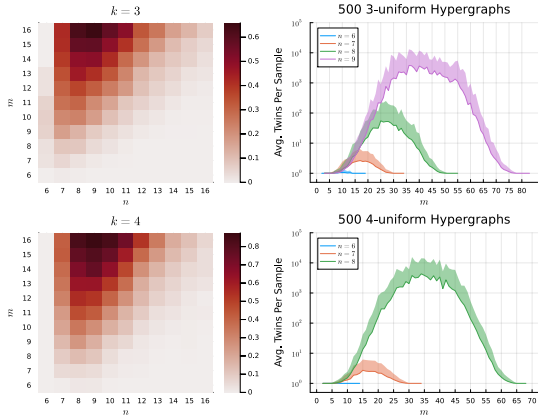 k = 3
16
15
14
13
12
11
10
9
8
7
6
m
6 7 8 9 10 11 12 13 14 15 16
n
0.6
0.5
0.4
0.3
0.2
0.1
0
500 3-uniform Hypergraphs
n = 6
n = 7
n = 8
n = 9
Avg. Twins Per Sample
10^5
10^4
10^3
10^2
10^1
10^0
0 5 10 15 20 25 30 35 40 45 50 55 60 65 70 75 80
m
k = 4
16
15
14
13
12
11
10
9
8
7
6
m
6 7 8 9 10 11 12 13 14 15 16
n
0.8
0.7
0.6
0.5
0.4
0.3
0.2
0.1
0
500 4-uniform Hypergraphs
n = 6
n = 7
n = 8
Avg. Twins Per Sample
10^5
10^4
10^3
10^2
10^1
10^0
0 5 10 15 20 25 30 35 40 45 50 55 60 65 70
m